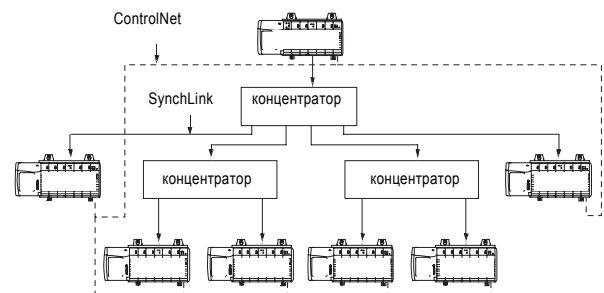 ControlNet
SynchLink
концентратор
концентратор
концентратор